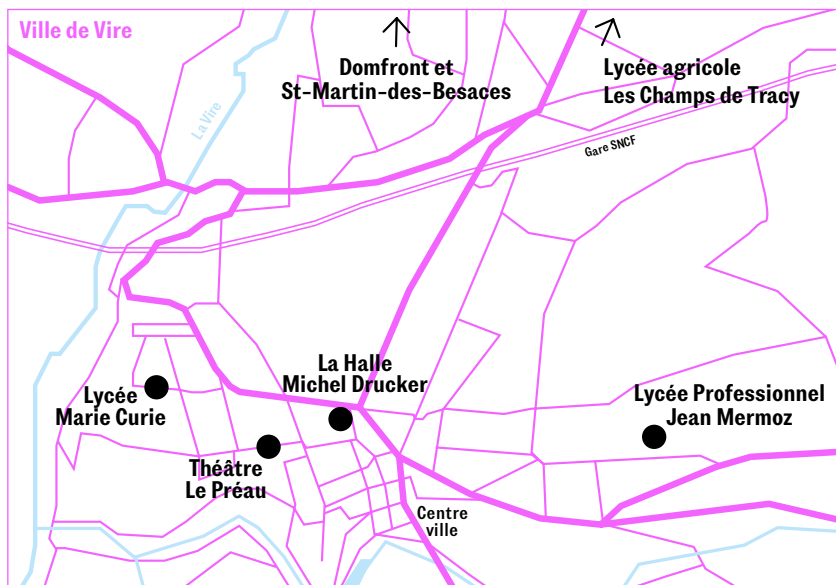 Ville de Vire
Domfront et
St-Martin-des-Besaces
Lycée agricole
Les Champs de Tracy
La Vire
Gare SNCF
La Halle
Michel Drucker
Lycée
Marie Curie
Lycée Professionnel
Jean Mermoz
Théâtre
Le Préau
Centre
ville